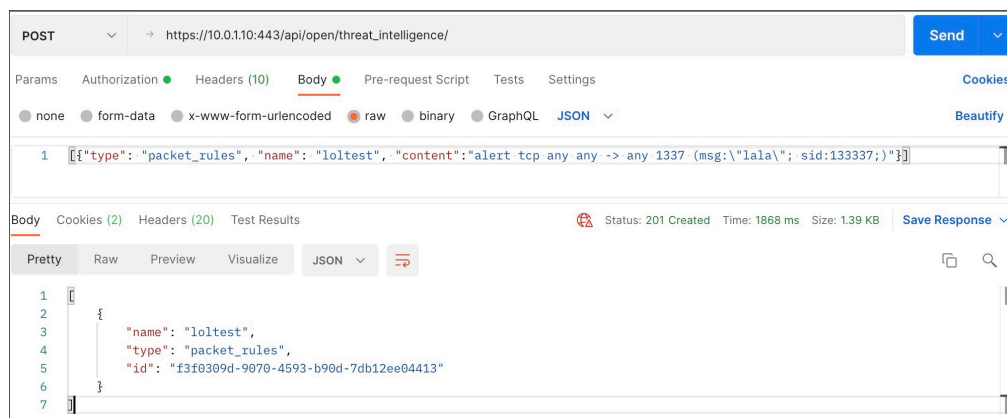 POST → https://10.0.1.10:443/api/open/threat_intelligence/ Send
Params Authorization Headers (10) Body Pre-request Script Tests Settings Cookies
none form-data x-www-form-urlencoded raw binary GraphQL JSON Beautify
1 [{"type": "packet_rules", "name": "loltest", "content":"alert tcp any any -> any 1337 (msg:\"lala\"; sid:133337;)"}]
Body Cookies (2) Headers (20) Test Results Status: 201 Created Time: 1868 ms Size: 1.39 KB Save Response
Pretty Raw Preview Visualize JSON
1 [
2 {
3 "name": "loltest",
4 "type": "packet_rules",
5 "id": "f3f0309d-9070-4593-b90d-7db12ee04413"
6 }
7 ]